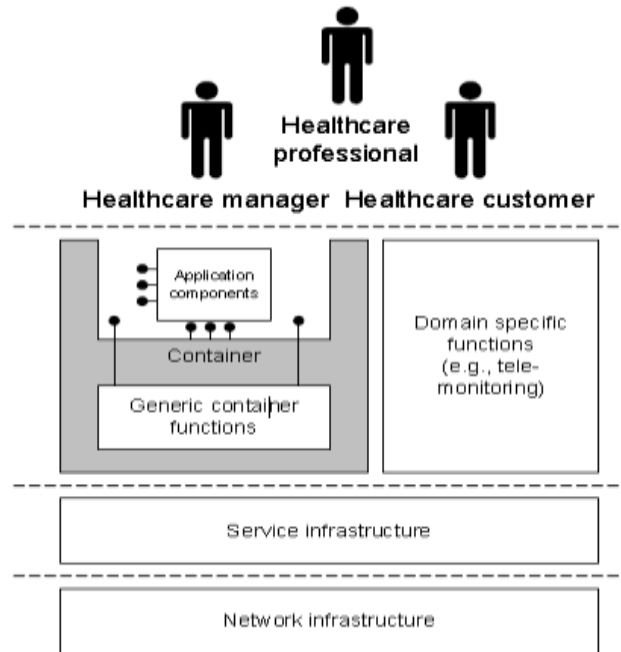 Healthcare
professional
Healthcare manager
Healthcare customer
Application
components
Container
Generic container
functions
Domain specific
functions
(e.g., tele-
monitoring)
Service infrastructure
Network infrastructure